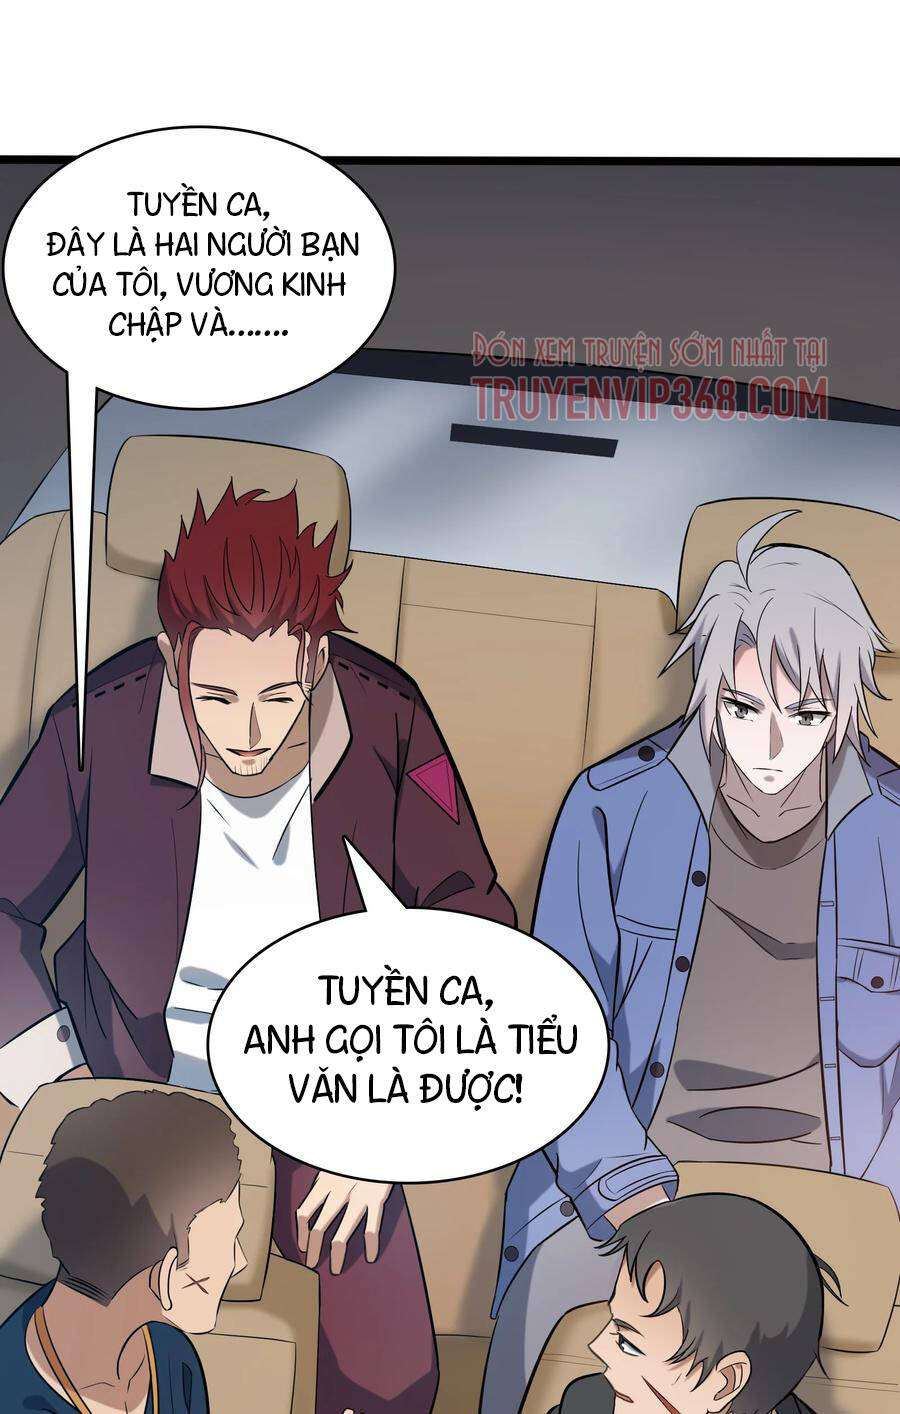 TUYỀN CA,
ĐÂY LÀ HAI NGƯỜI BẠN
CỦA TÔI, VƯƠNG KINH
CHẬP VÀ.......
ĐÓN XEM TRUYỆN SỚM NHẤT TẠI
TRUYENVIP368.COM
TUYỀN CA,
ANH GỌI TÔI LÀ TIỂU
VĂN LÀ ĐƯỢC!